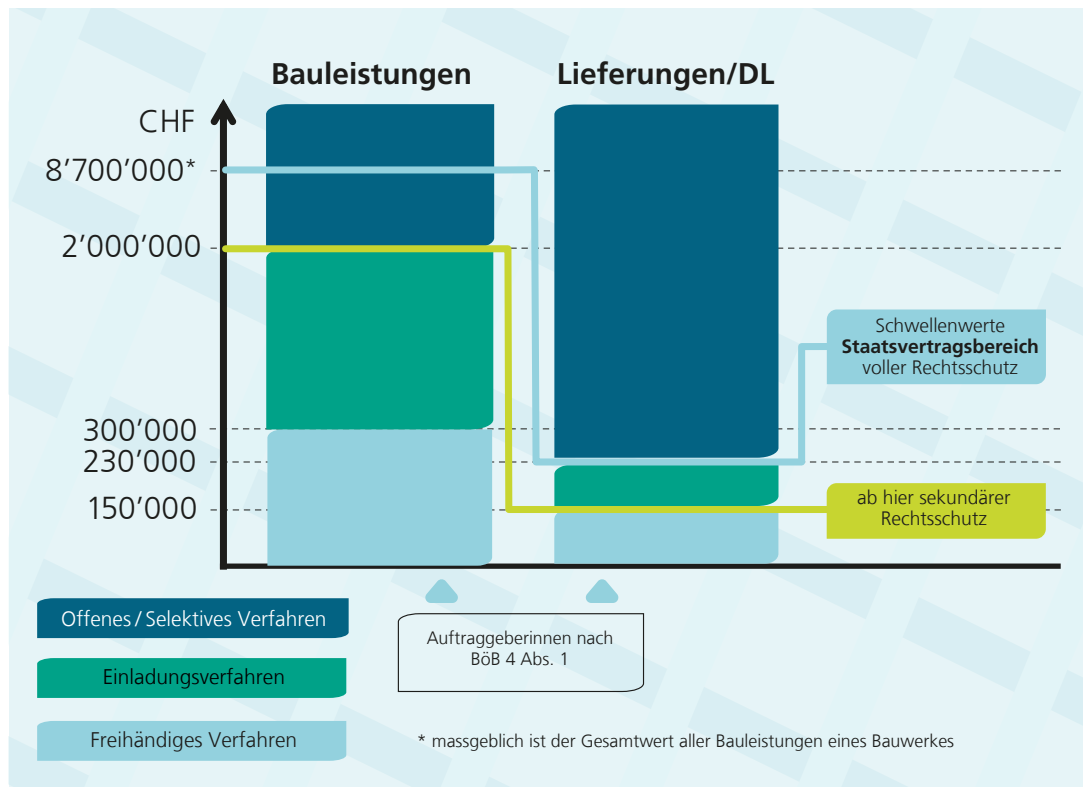 Bauleistungen
Lieferungen/DL
CHF
8’700’000*
2’000’000
300’000
230’000
150’000
Schwellenwerte
Staatsvertragsbereich
voller Rechtsschutz
ab hier sekundärer
Rechtsschutz
Offenes / Selektives Verfahren
Einladungsverfahren
Freihändiges Verfahren
Auftraggeberinnen nach
BöB 4 Abs. 1
* massgeblich ist der Gesamtwert aller Bauleistungen eines Bauwerkes